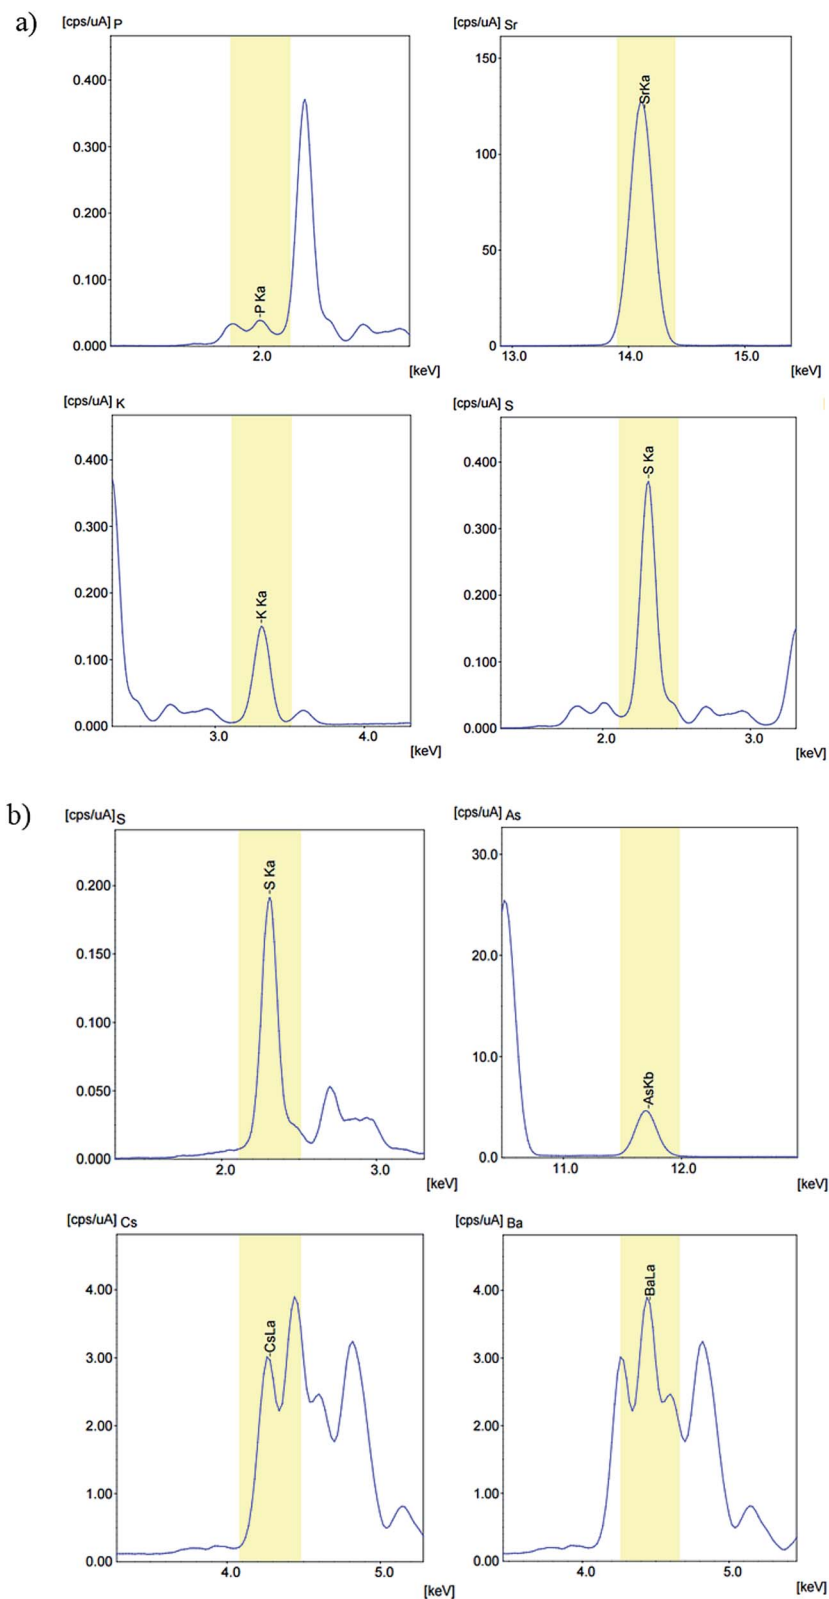 a)
[cps/uA] P
0.400
0.300
0.200
0.100
0.000
P Ka
2.0
[keV]
[cps/uA] Sr
150
100
50
0
SrKa
13.0 14.0 15.0
[keV]
[cps/uA] K
0.400
0.300
0.200
0.100
0.000
K Ka
3.0 4.0
[keV]
[cps/uA] S
0.400
0.300
0.200
0.100
0.000
S Ka
2.0 3.0
[keV]
b)
[cps/uA] S
0.200
0.150
0.100
0.050
0.000
S Ka
2.0 3.0
[keV]
[cps/uA] As
30.0
20.0
10.0
0.0
AsKb
11.0 12.0
[keV]
[cps/uA] Cs
4.00
3.00
2.00
1.00
0.00
CsLa
4.0 5.0
[keV]
[cps/uA] Ba
4.00
3.00
2.00
1.00
0.00
BaLa
4.0 5.0
[keV]